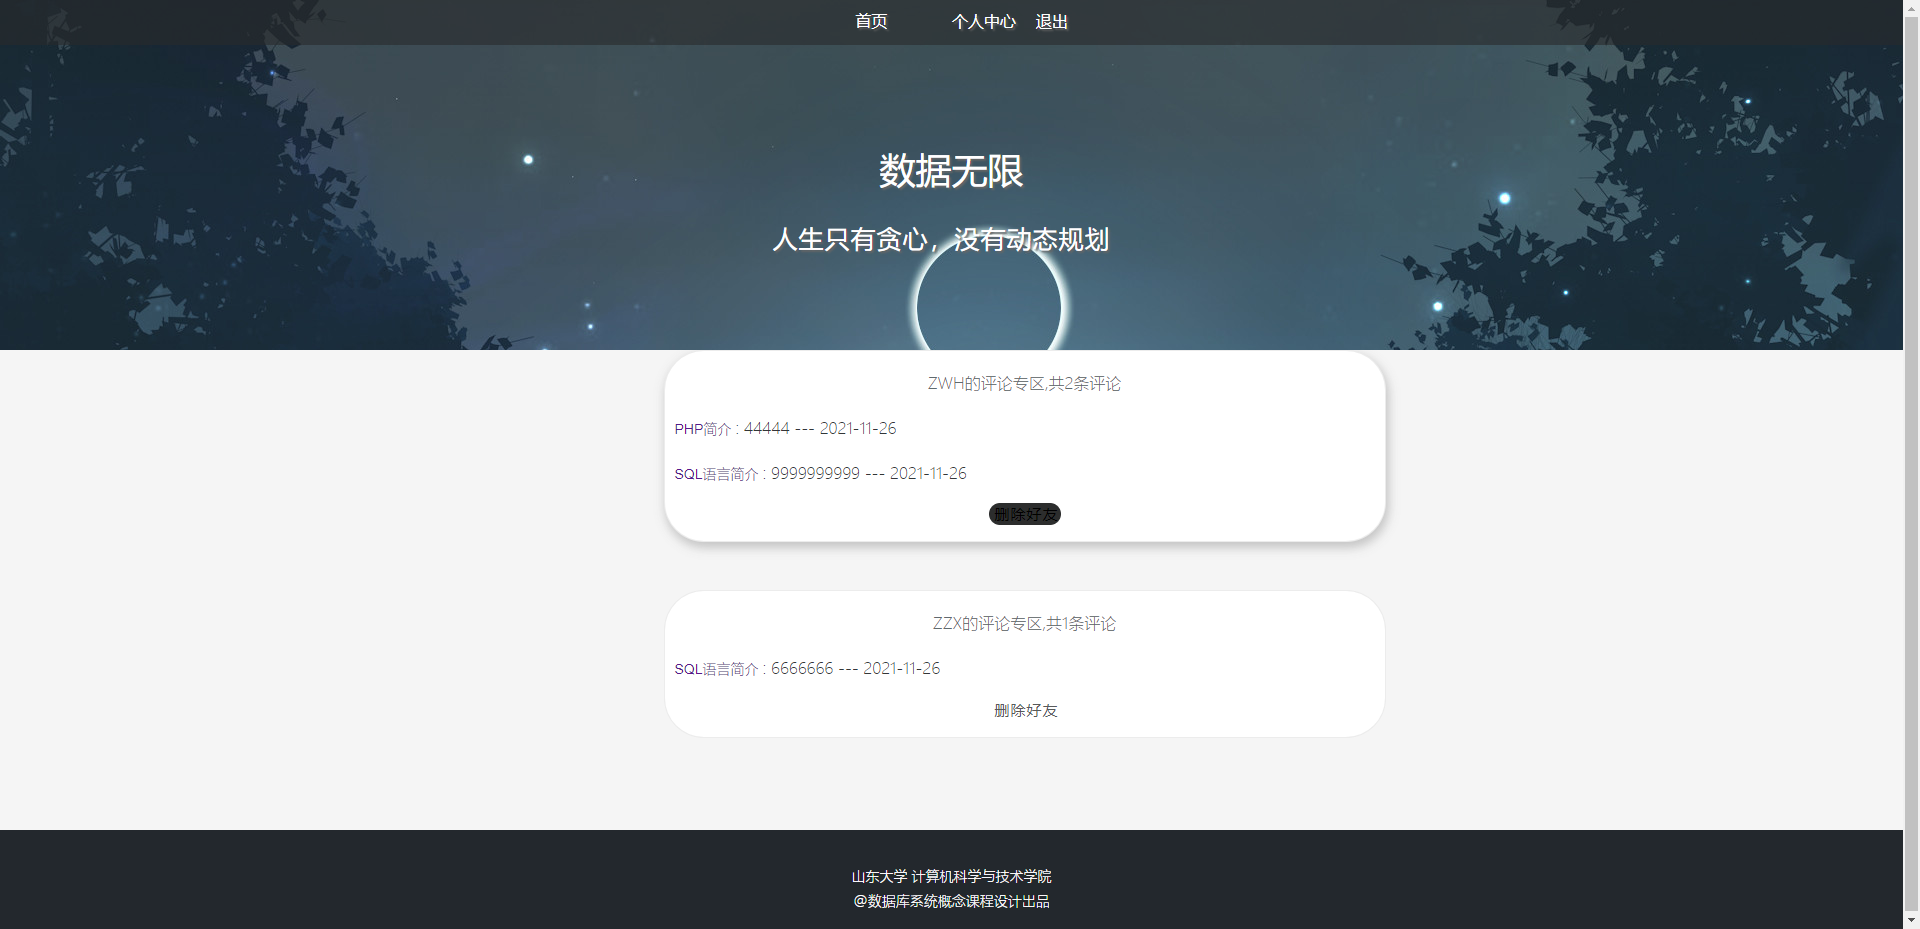 首页 个人中心 退出
数据无限
人生只有贪心，没有动态规划
ZWH的评论专区,共2条评论
PHP简介 : 44444 --- 2021-11-26
SQL语言简介 : 9999999999 --- 2021-11-26
删除好友
ZZX的评论专区,共1条评论
SQL语言简介 : 6666666 --- 2021-11-26
删除好友
山东大学 计算机科学与技术学院
@数据库系统概念课程设计出品